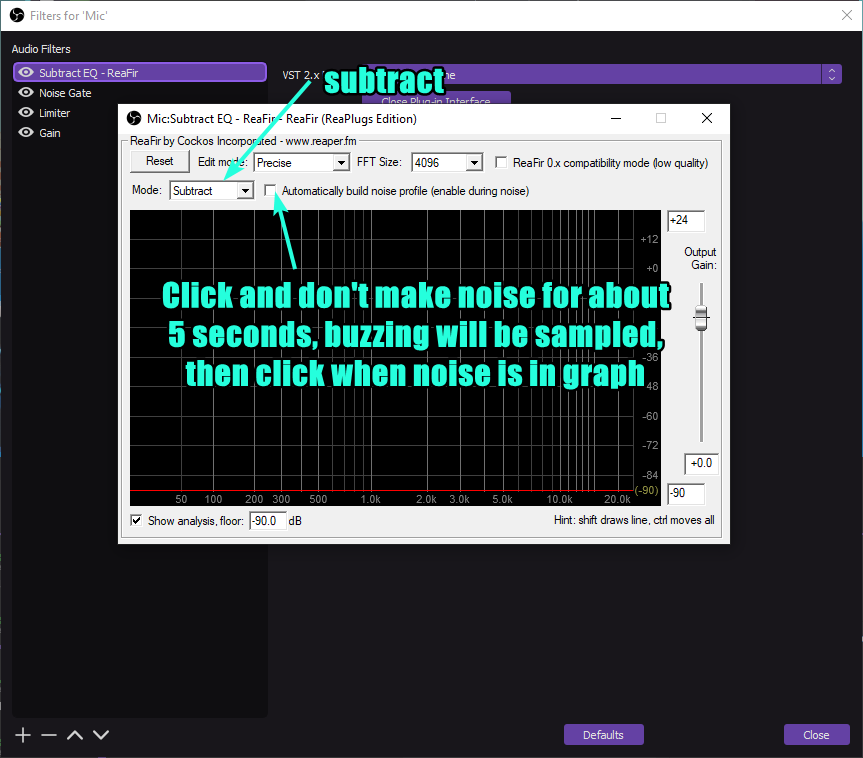 Filters for 'Mic'
Audio Filters
Subtract EQ - ReaFir
Noise Gate
Limiter
Gain
VST 2.x
subtract
Close Plug-in Interface
Mic:Subtract EQ - ReaFir - ReaFir (ReaPlugs Edition)
ReaFir by Cockos Incorporated - www.reaper.fm
Reset Edit mode: Precise FFT Size: 4096 ReaFir 0.x compatibility mode (low quality)
Mode: Subtract Automatically build noise profile (enable during noise)
+24
+12
Output
Gain:
+0
Click and don't make noise for about
5 seconds, buzzing will be sampled,
-36
then click when noise is in graph
48
-60
-72
+0.0
-84
(-90)
-90
50 100 200 300 500 1.0k 2.0k 3.0k 5.0k 10.0k 20.0k
Show analysis, floor: -90.0 dB
Hint: shift draws line, ctrl moves all
Defaults
Close